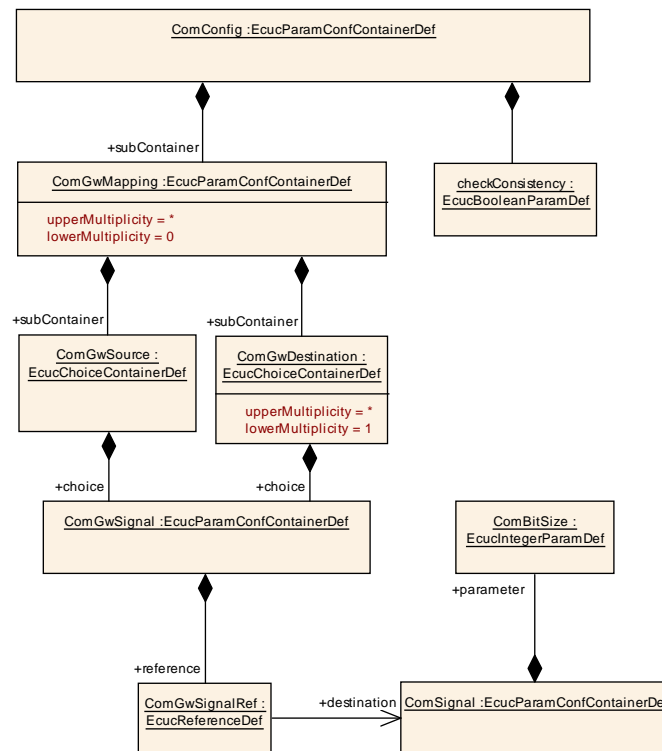 ComConfig :EcucParamConfContainerDef
+subContainer
ComGwMapping :EcucParamConfContainerDef
upperMultiplicity = *
lowerMultiplicity = 0
checkConsistency :
EcucBooleanParamDef
+subContainer
+subContainer
ComGwSource :
EcucChoiceContainerDef
ComGwDestination :
EcucChoiceContainerDef
upperMultiplicity = *
lowerMultiplicity = 1
+choice
+choice
ComGwSignal :EcucParamConfContainerDef
ComBitSize :
EcucIntegerParamDef
+parameter
+reference
ComGwSignalRef :
EcucReferenceDef
+destination
ComSignal :EcucParamConfContainerDe